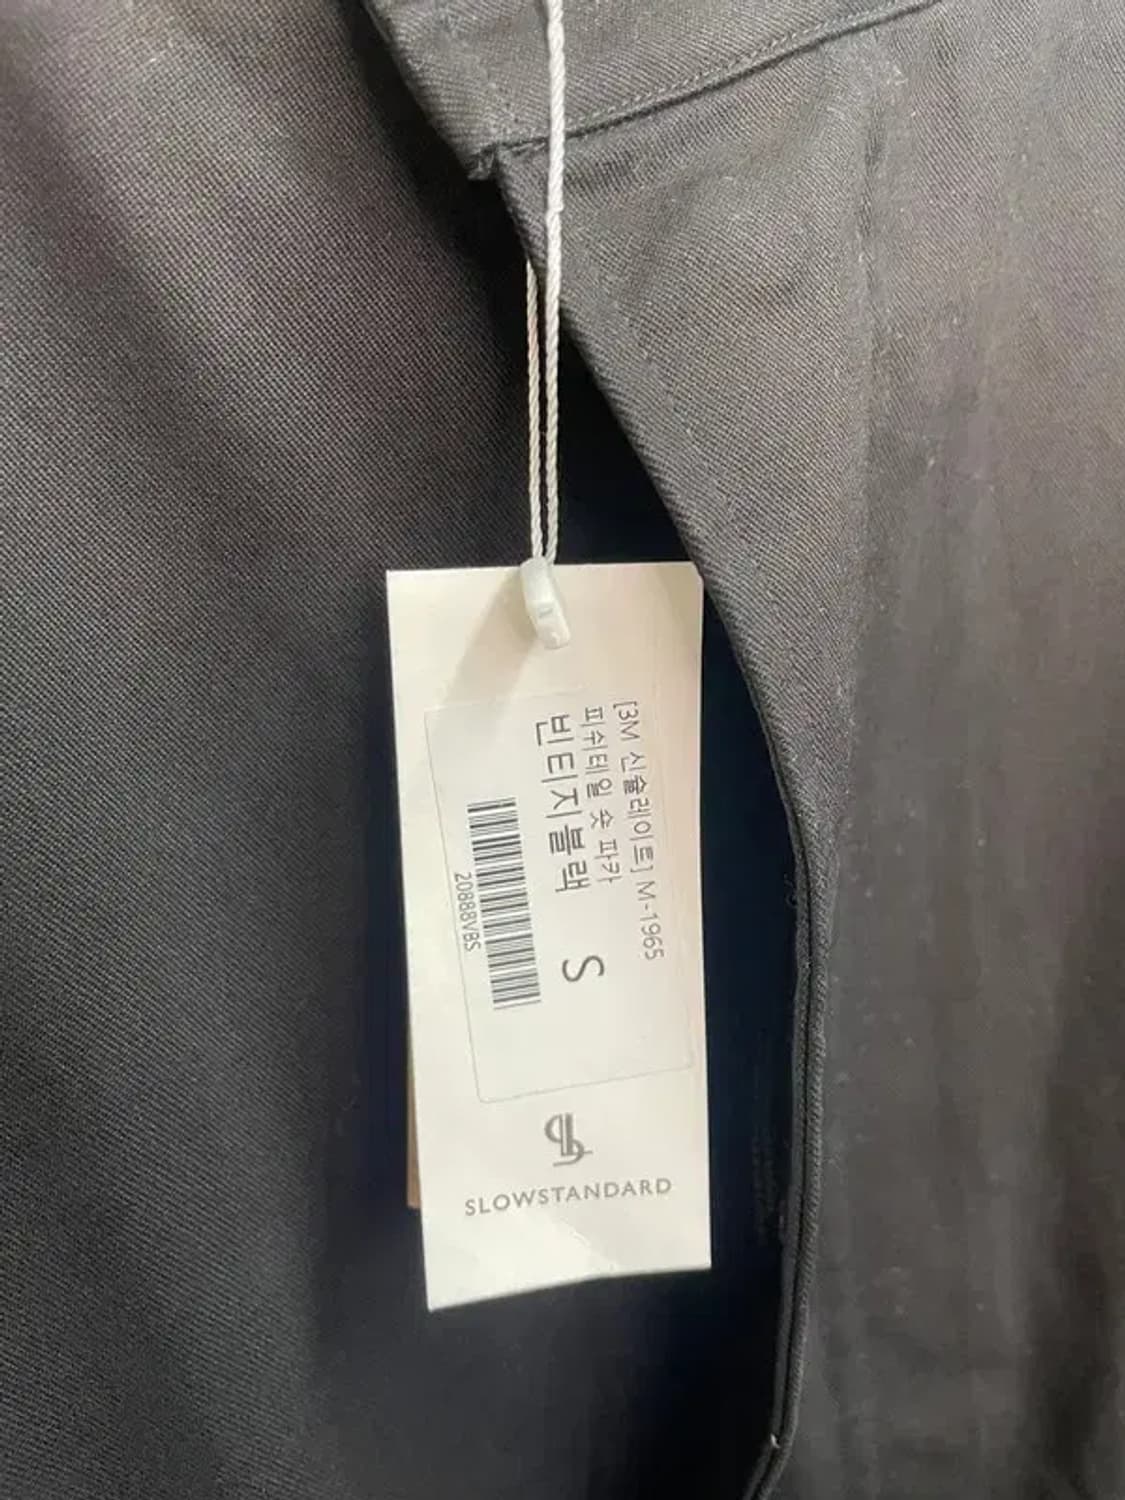 [3M 신슐레이트] M-1965
피쉬테일 숏 파카
빈티지블랙 S
20888VBS
SLOWSTANDARD